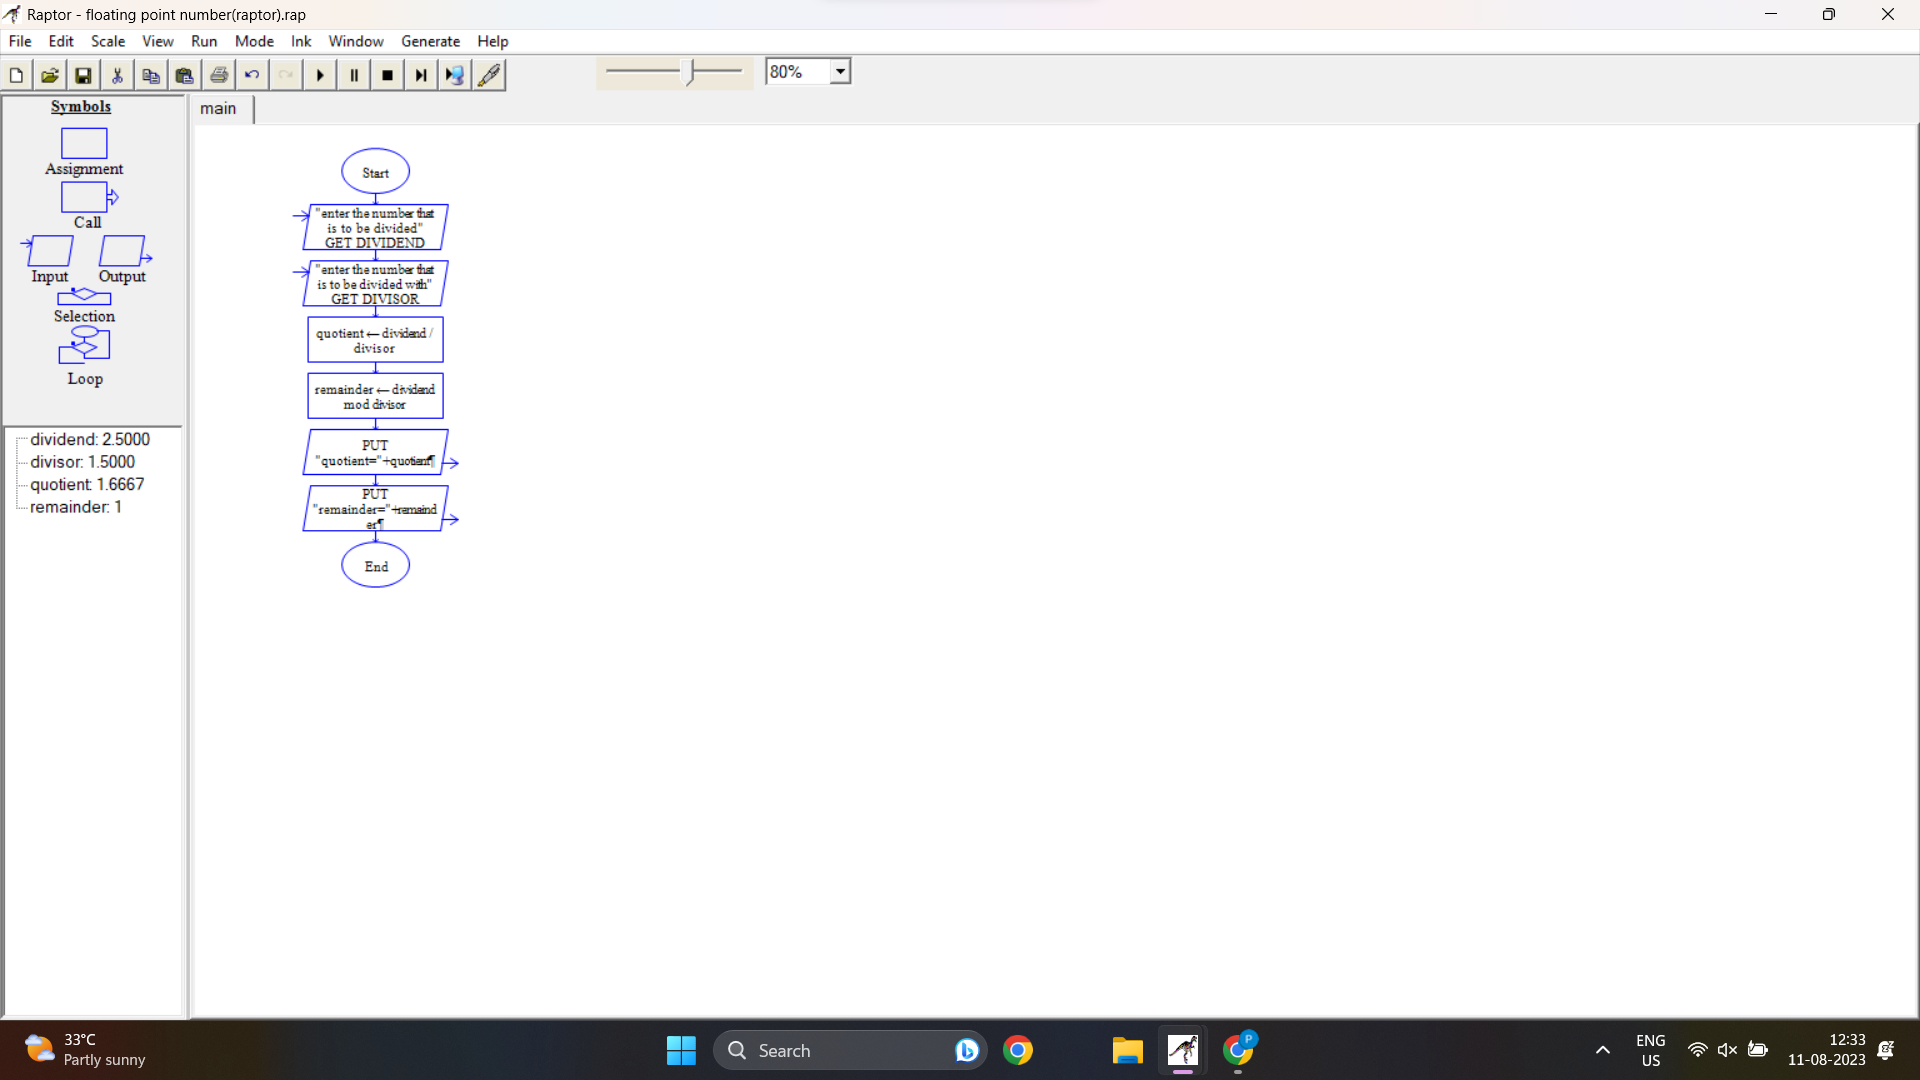 Raptor - floating point number(raptor).rap
File Edit Scale View Run Mode Ink Window Generate Help
80%
Symbols
Assignment
Call
Input Output
Selection
Loop
dividend: 2.5000
divisor: 1.5000
quotient: 1.6667
remainder: 1
main
Start
"enter the number that
is to be divided"
GET DIVIDEND
"enter the number that
is to be divided with"
GET DIVISOR
quotient ← dividend /
divisor
remainder ← dividend
mod divisor
PUT
"quotient="+quotient¶
PUT
"remainder="+remaind
er¶
End
33°C
Partly sunny
Search
P
ENG
US
12:33
11-08-2023